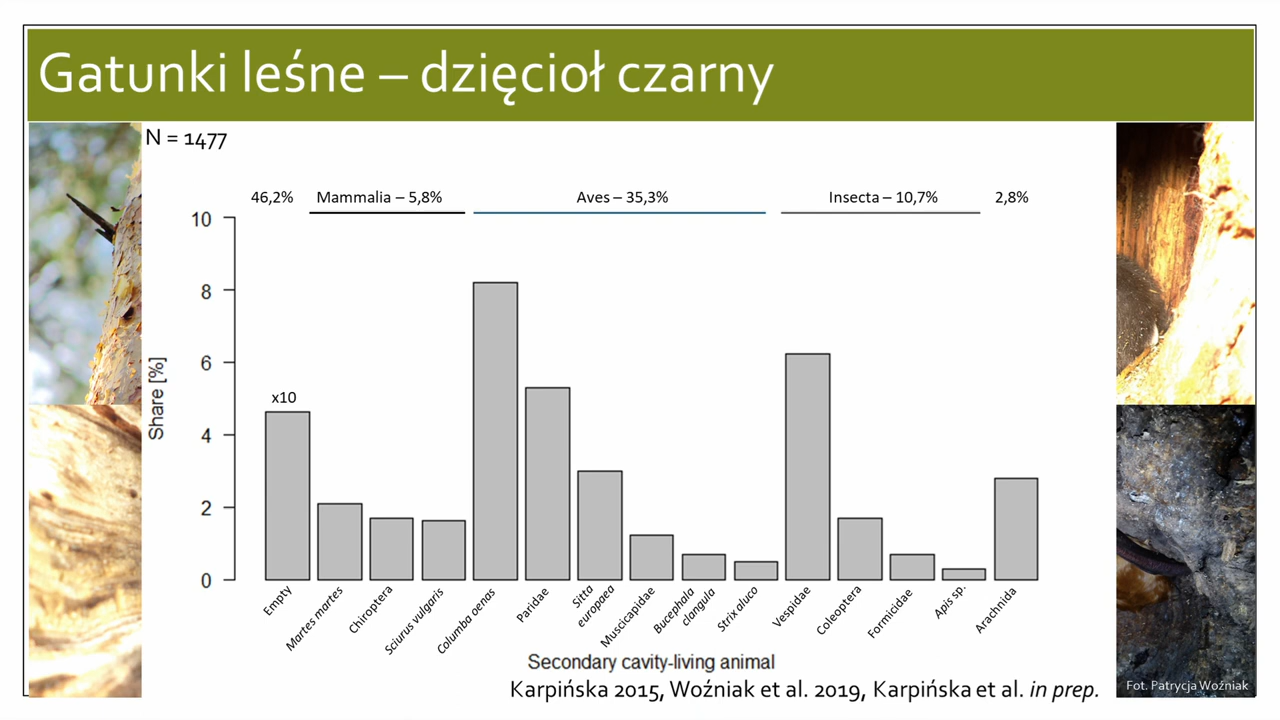 Gatunki leśne – dzięcioł czarny
N = 1477
46,2% Mammalia – 5,8% Aves – 35,3% Insecta – 10,7% 2,8%
10
8
6
4
2
0
Share [%]
x10
Empty
Martes martes
Chiroptera
Sciurus vulgaris
Columba oenas
Paridae
Sitta
europaea
Muscicapidae
Bucephala
clangula
Strix aluco
Vespidae
Coleoptera
Formicidae
Apis sp.
Arachnida
Secondary cavity-living animal
Karpińska 2015, Woźniak et al. 2019, Karpińska et al. in prep.
Fot. Patrycja Woźniak